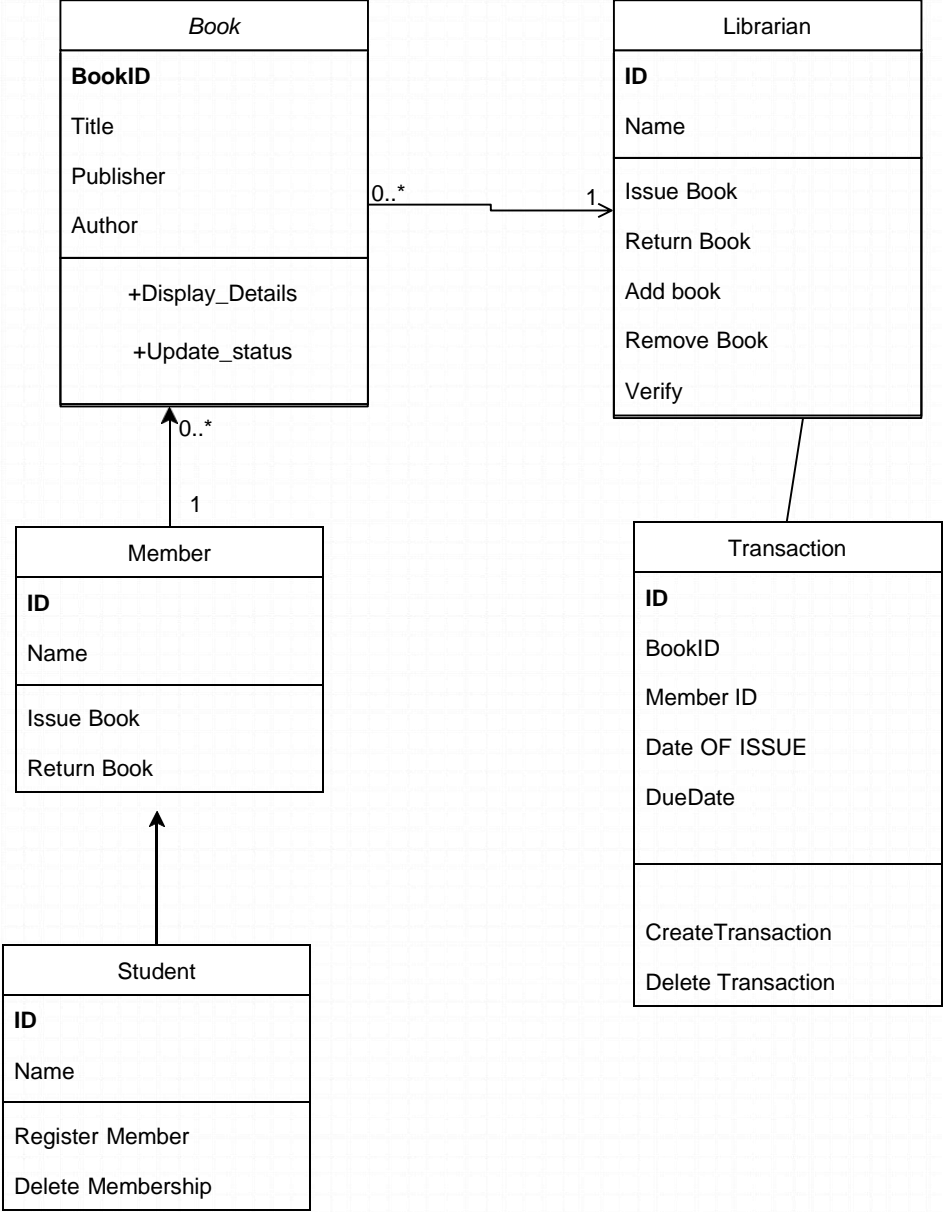 Book
BookID
Title
Publisher
Author
+Display_Details
+Update_status
0..*
1
Librarian
ID
Name
Issue Book
Return Book
Add book
Remove Book
Verify
0..*
1
Member
ID
Name
Issue Book
Return Book
Transaction
ID
BookID
Member ID
Date OF ISSUE
DueDate
CreateTransaction
Delete Transaction
Student
ID
Name
Register Member
Delete Membership